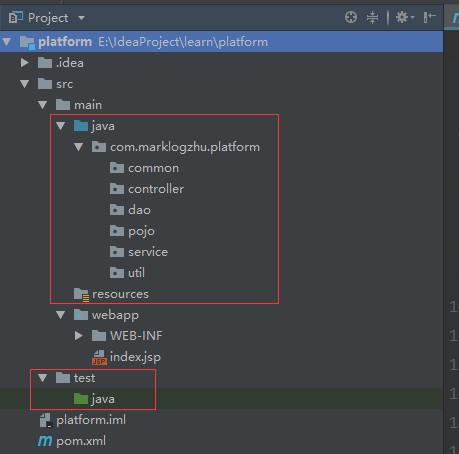 Project
platform E:\IdeaProject\learn\platform
.idea
src
main
java
com.marklogzhu.platform
common
controller
dao
pojo
service
util
resources
webapp
WEB-INF
index.jsp
test
java
platform.iml
pom.xml